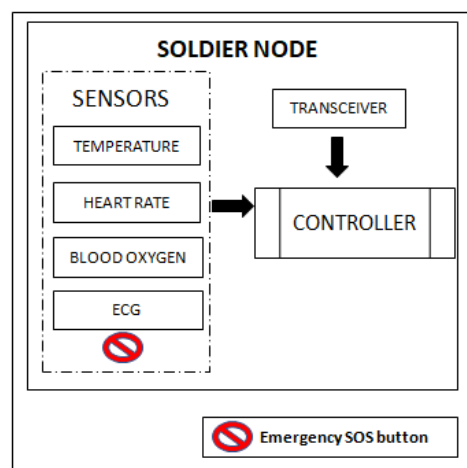 SOLDIER NODE
SENSORS
TEMPERATURE
HEART RATE
BLOOD OXYGEN
ECG
TRANSCEIVER
CONTROLLER
Emergency SOS button